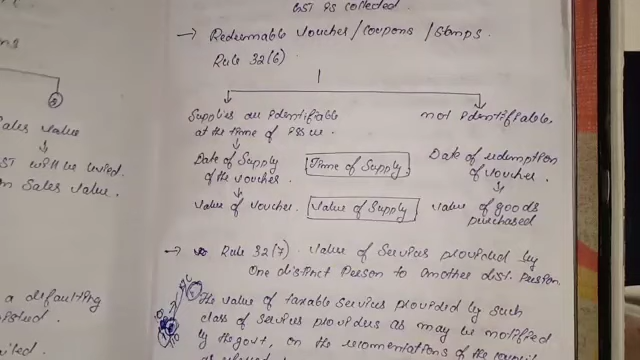 GST is collected.
→ Redeemable Voucher/Coupons/Stamps.
Rule 32(6)
Supplies are identifiable
at the time of issue.
not identifiable.
Date of Supply
of the voucher.
Time of Supply
Date of redemption
of voucher.
value of voucher.
Value of Supply
value of goods
purchased
→ Rule 32(7) value of Services provided by
one distinct Person to another dist. Person.
The value of taxable services provided by such
class of service providers as may be notified
by the govt, on the recomentations of the
③
Sales value
ST will be levied
on Sales value.
a defaulting